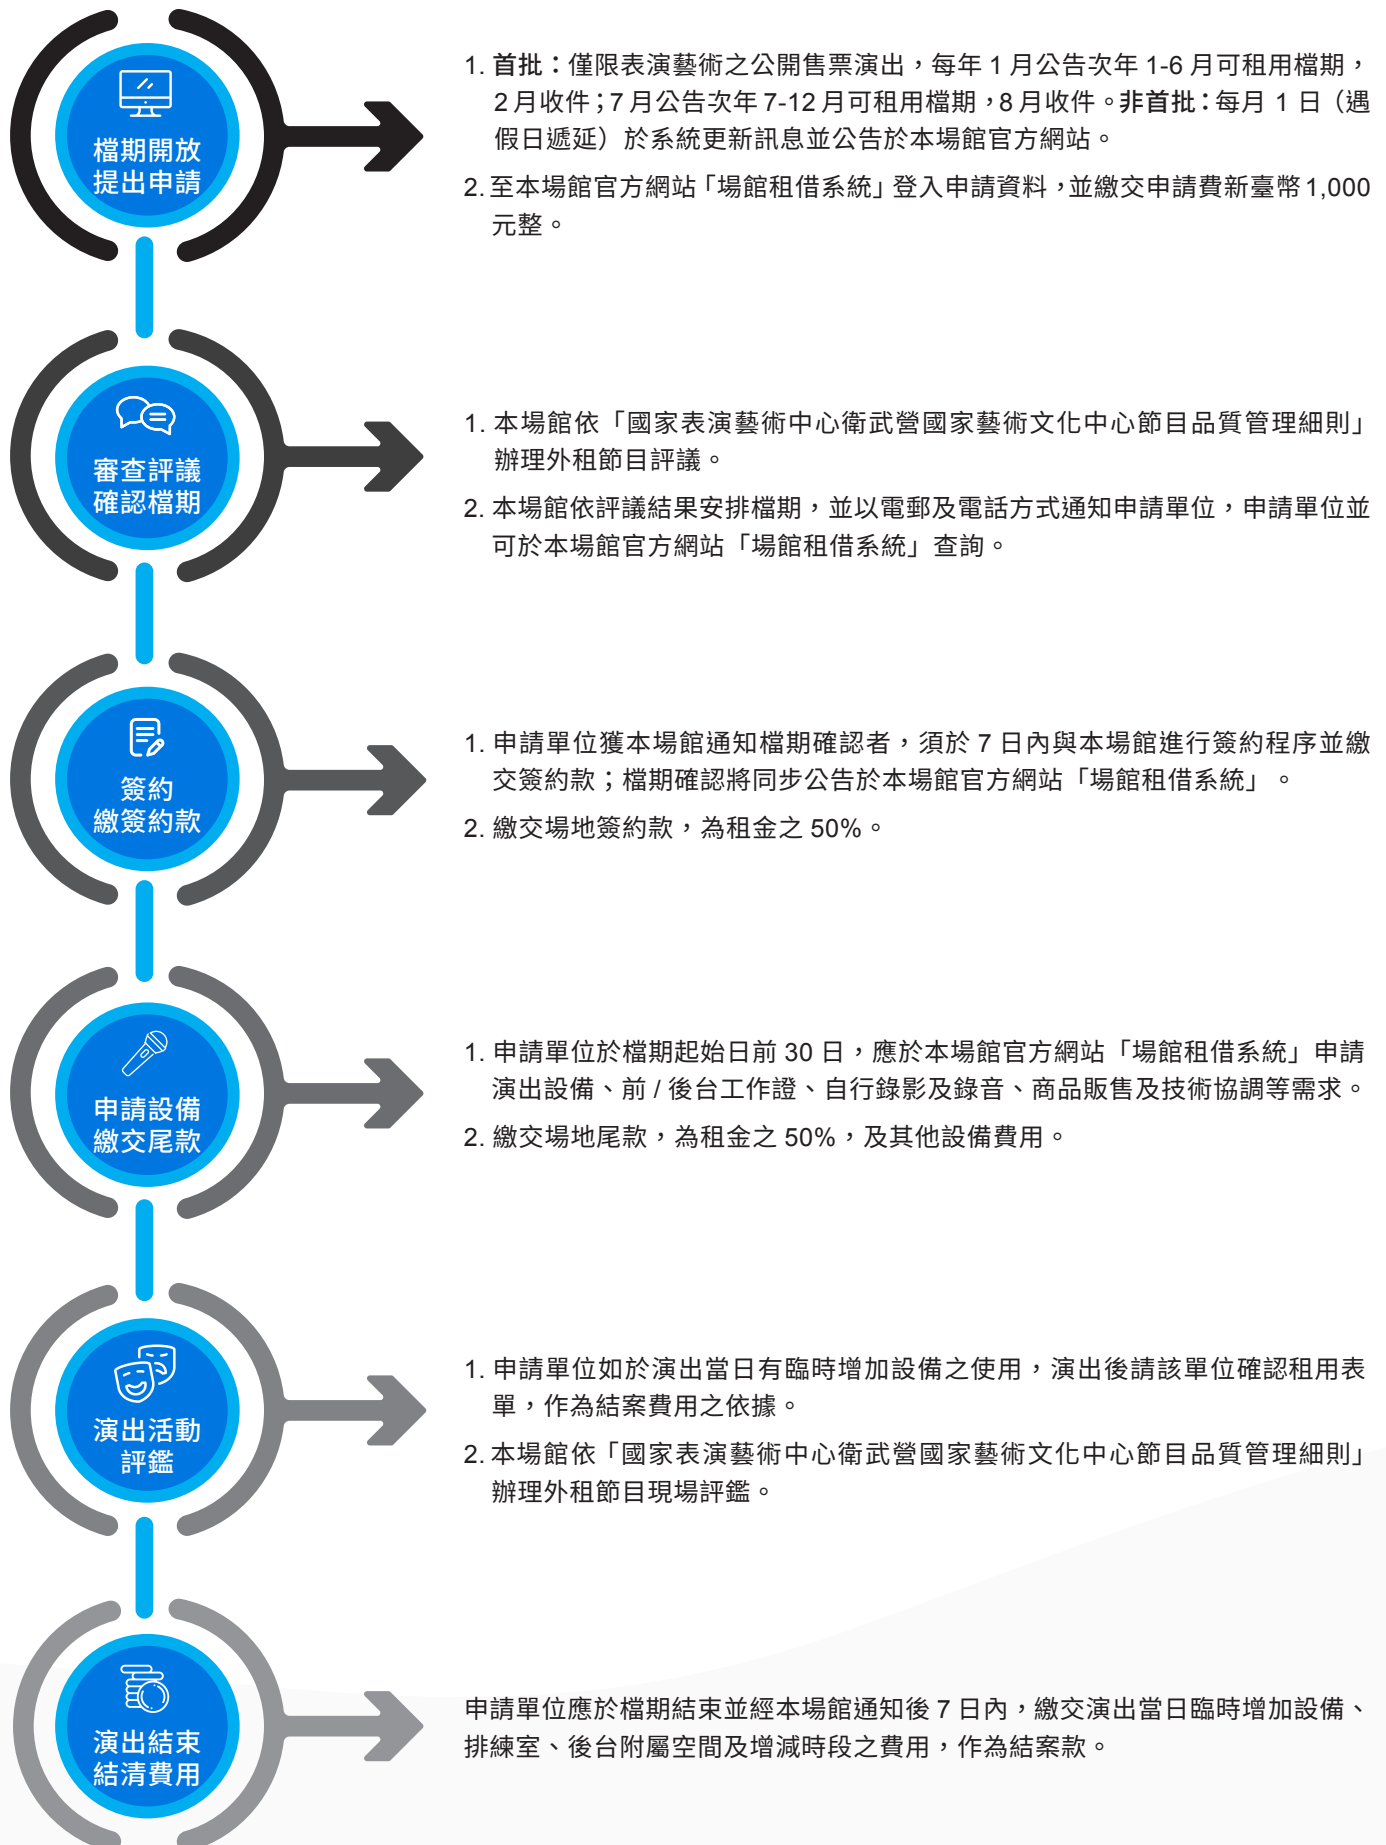 檔期開放
提出申請
1. 首批：僅限表演藝術之公開售票演出，每年 1 月公告次年 1-6 月可租用檔期，
2 月收件；7 月公告次年 7-12 月可租用檔期，8 月收件。非首批：每月 1 日（遇
假日遞延）於系統更新訊息並公告於本場館官方網站。
2. 至本場館官方網站「場館租借系統」登入申請資料，並繳交申請費新臺幣 1,000
元整。
審查評議
確認檔期
1. 本場館依「國家表演藝術中心衛武營國家藝術文化中心節目品質管理細則」
辦理外租節目評議。
2. 本場館依評議結果安排檔期，並以電郵及電話方式通知申請單位，申請單位並
可於本場館官方網站「場館租借系統」查詢。
簽約
繳簽約款
1. 申請單位獲本場館通知檔期確認者，須於 7 日內與本場館進行簽約程序並繳
交簽約款；檔期確認將同步公告於本場館官方網站「場館租借系統」。
2. 繳交場地簽約款，為租金之 50%。
申請設備
繳交尾款
1. 申請單位於檔期起始日前 30 日，應於本場館官方網站「場館租借系統」申請
演出設備、前 / 後台工作證、自行錄影及錄音、商品販售及技術協調等需求。
2. 繳交場地尾款，為租金之 50%，及其他設備費用。
演出活動
評鑑
1. 申請單位如於演出當日有臨時增加設備之使用，演出後請該單位確認租用表
單，作為結案費用之依據。
2. 本場館依「國家表演藝術中心衛武營國家藝術文化中心節目品質管理細則」
辦理外租節目現場評鑑。
演出結束
結清費用
申請單位應於檔期結束並經本場館通知後 7 日內，繳交演出當日臨時增加設備、
排練室、後台附屬空間及增減時段之費用，作為結案款。